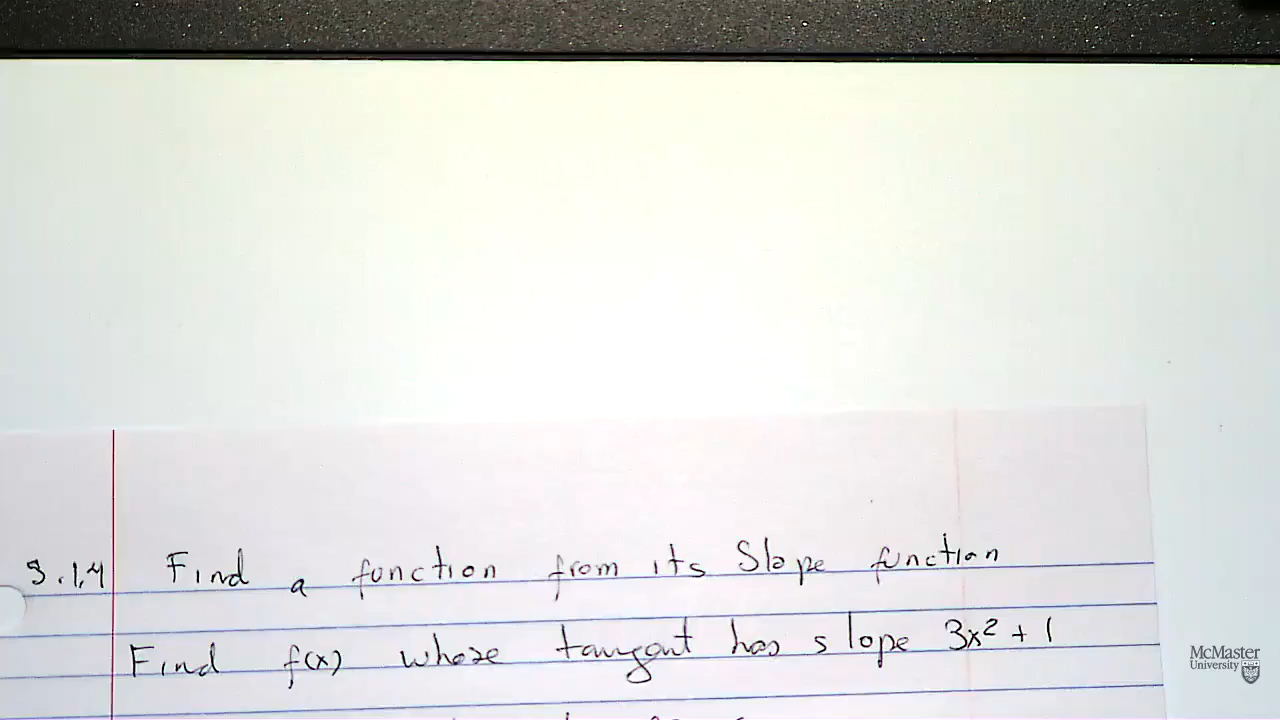 3.1.4 Find a function from its Slope function
Find f(x) whose tangent has slope 3x² + 1
McMaster
University